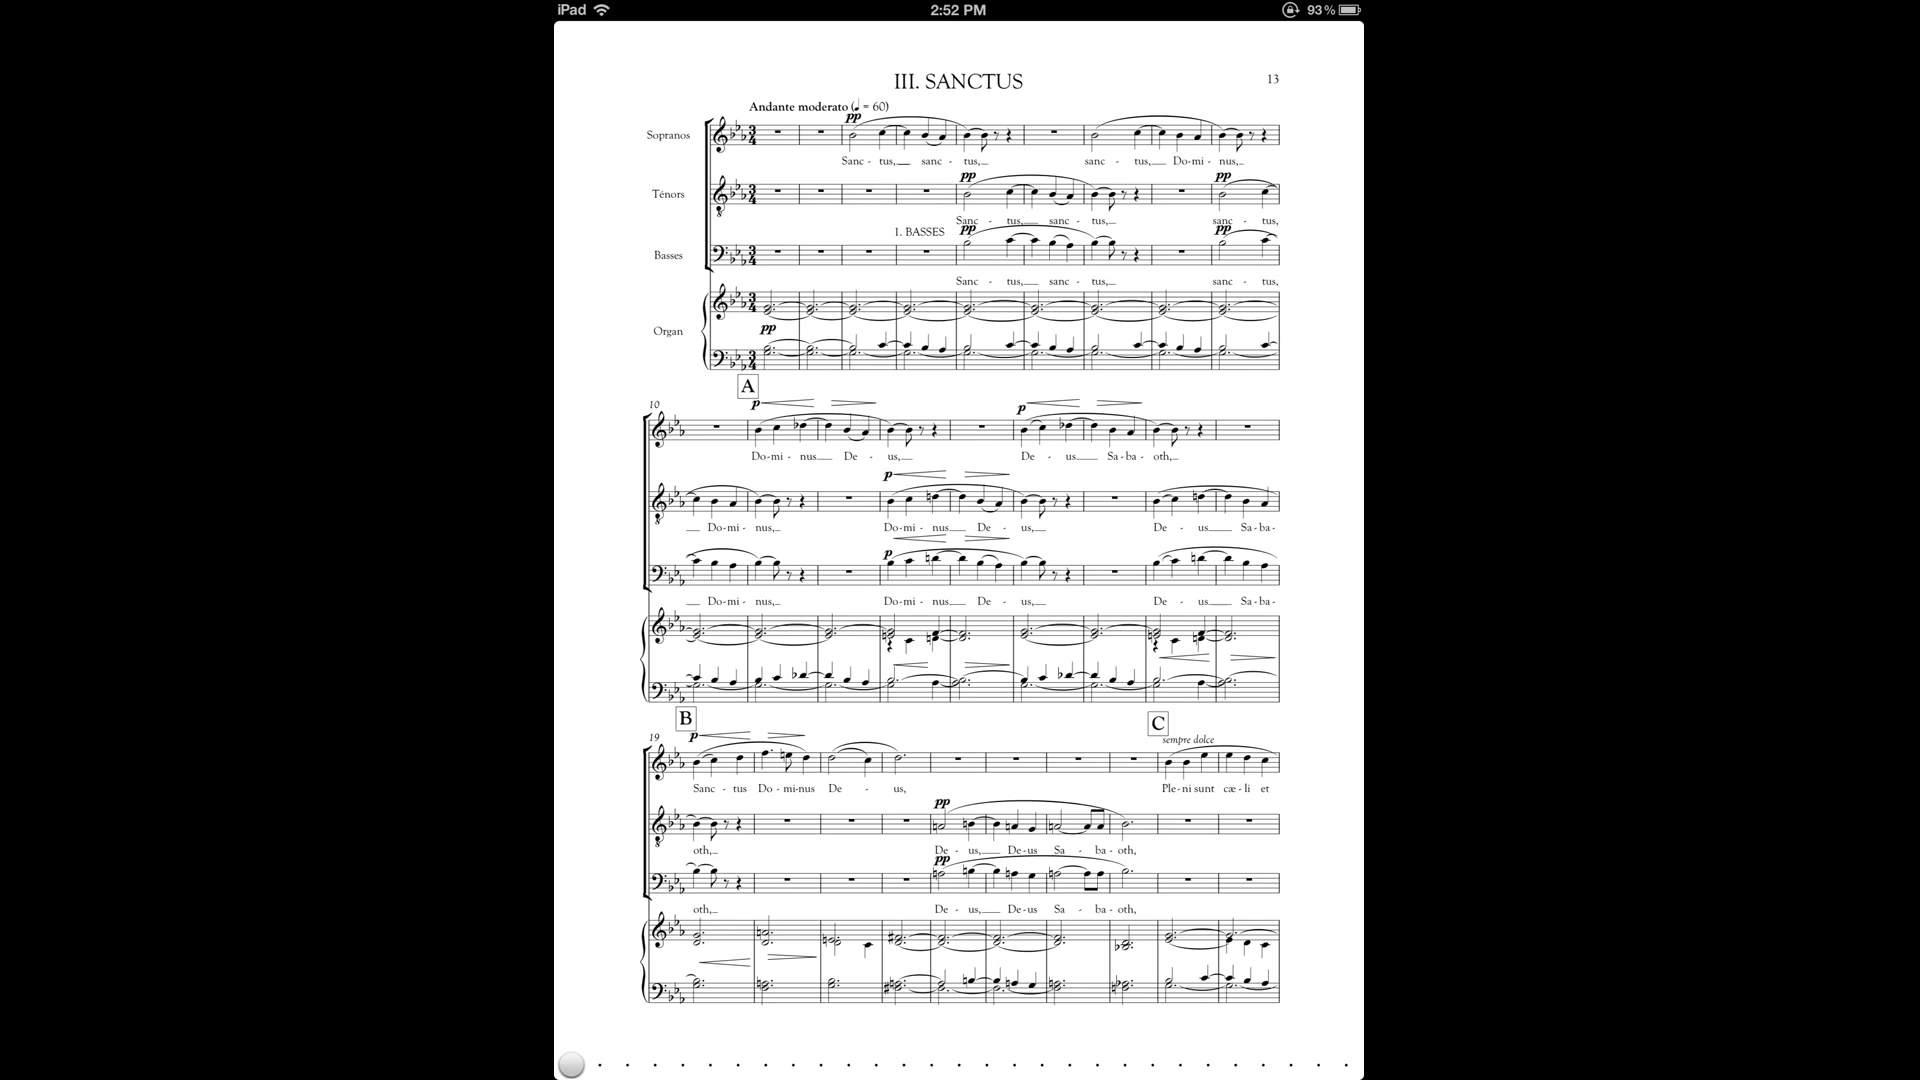 iPad 2:52 PM 93%
III. SANCTUS 13
Andante moderato (♩ = 60)
pp
Sopranos
Sanc - tus, sanc - tus, sanc - tus, Do-mi - nus,
pp pp
Ténors
Sanc - tus, sanc - tus, sanc - tus,
1. BASSES pp pp
Basses
Sanc - tus, sanc - tus, sanc - tus,
Organ
pp
A
10 p p
Do-mi - nus De - us, De - us Sa-ba - oth,
p
Do-mi - nus, Do-mi - nus De - us, De - us Sa-ba-
p
Do-mi - nus, Do-mi - nus De - us, De - us Sa-ba-
B C
19 p sempre dolce
Sanc - tus Do-mi-nus De - us, Ple-ni sunt cæ-li et
pp
oth, De - us, De-us Sa - ba-oth,
pp
oth, De - us, De-us Sa - ba-oth,